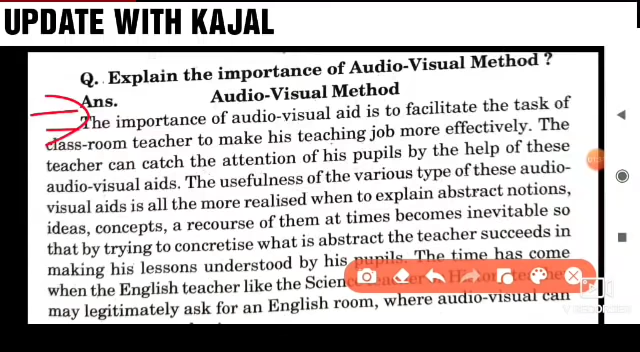 UPDATE WITH KAJAL
Q. Explain the importance of Audio-Visual Method ?
Ans. Audio-Visual Method
The importance of audio-visual aid is to facilitate the task of
class-room teacher to make his teaching job more effectively. The
teacher can catch the attention of his pupils by the help of these
audio-visual aids. The usefulness of the various type of these audio-
visual aids is all the more realised when to explain abstract notions,
ideas, concepts, a recourse of them at times becomes inevitable so
that by trying to concretise what is abstract the teacher succeeds in
making his lessons understood by his pupils. The time has come
when the English teacher like the Science
may legitimately ask for an English room, where audio-visual can